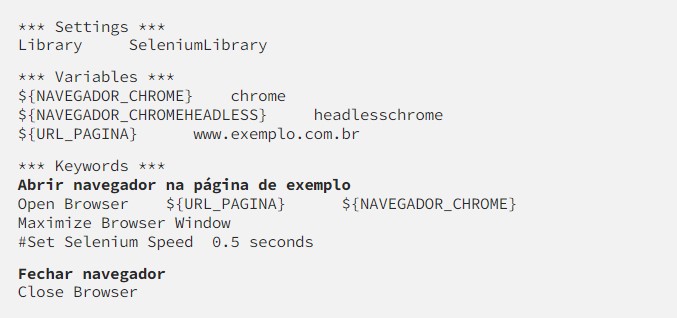 *** Settings ***
Library     SeleniumLibrary
*** Variables ***
${NAVEGADOR_CHROME}    chrome
${NAVEGADOR_CHROMEHEADLESS}     headlesschrome
${URL_PAGINA}      www.exemplo.com.br
*** Keywords ***
Abrir navegador na página de exemplo
Open Browser    ${URL_PAGINA}      ${NAVEGADOR_CHROME}
Maximize Browser Window
#Set Selenium Speed  0.5 seconds
Fechar navegador
Close Browser